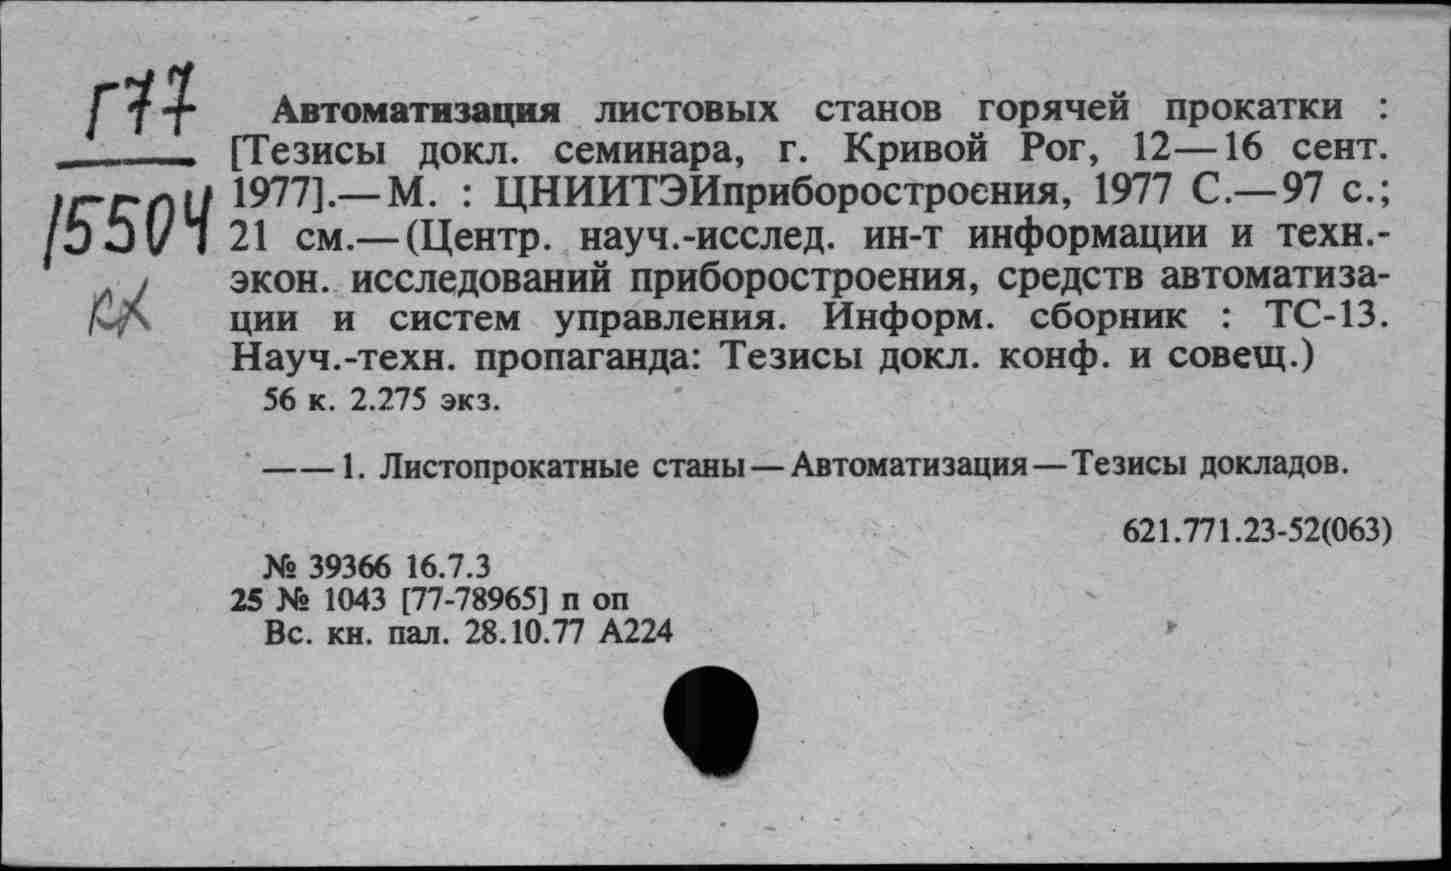 Г77
15504
Автоматизация листовых станов горячей прокатки :
[Тезисы докл. семинара, г. Кривой Рог, 12—16 сент.
1977].—М. : ЦНИИТЭИприборостроения, 1977 С.—97 с.;
21 см.—(Центр. науч.-исслед. ин-т информации и техн.-
экон. исследований приборостроения, средств автоматиза-
ции и систем управления. Информ. сборник : ТС-13.
Науч.-техн. пропаганда: Тезисы докл. конф. и совещ.)
56 к. 2.275 экз.
——1. Листопрокатные станы—Автоматизация—Тезисы докладов.
621.771.23-52(063)
№ 39366 16.7.3
25 № 1043 [77-78965] п оп
Вс. кн. пал. 28.10.77 А224